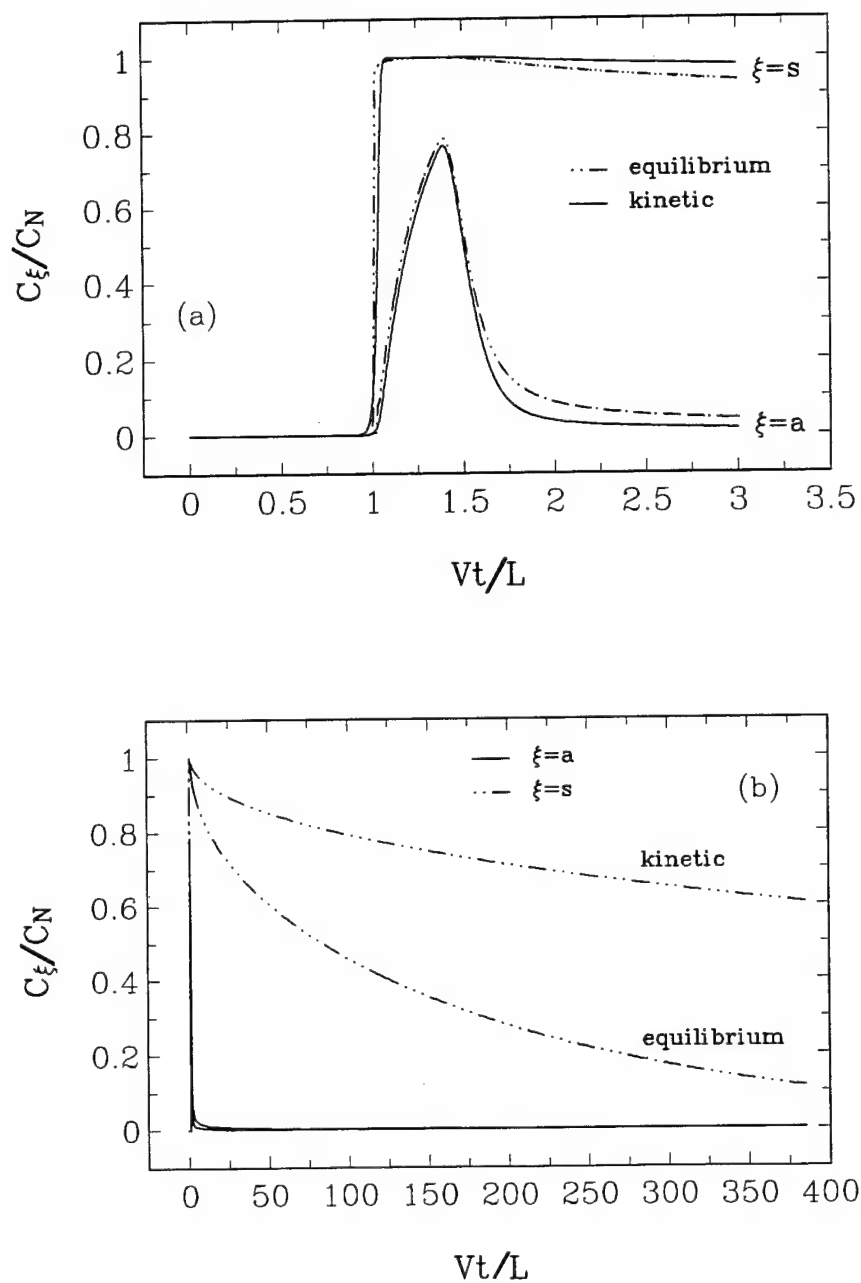 1
0.8
0.6
0.4
0.2
0
C_ξ/C_N
(a)
ξ=s
equilibrium
kinetic
ξ=a
0 0.5 1 1.5 2 2.5 3 3.5
Vt/L
1
0.8
0.6
0.4
0.2
0
C_ξ/C_N
ξ=a
ξ=s
(b)
kinetic
equilibrium
0 50 100 150 200 250 300 350 400
Vt/L